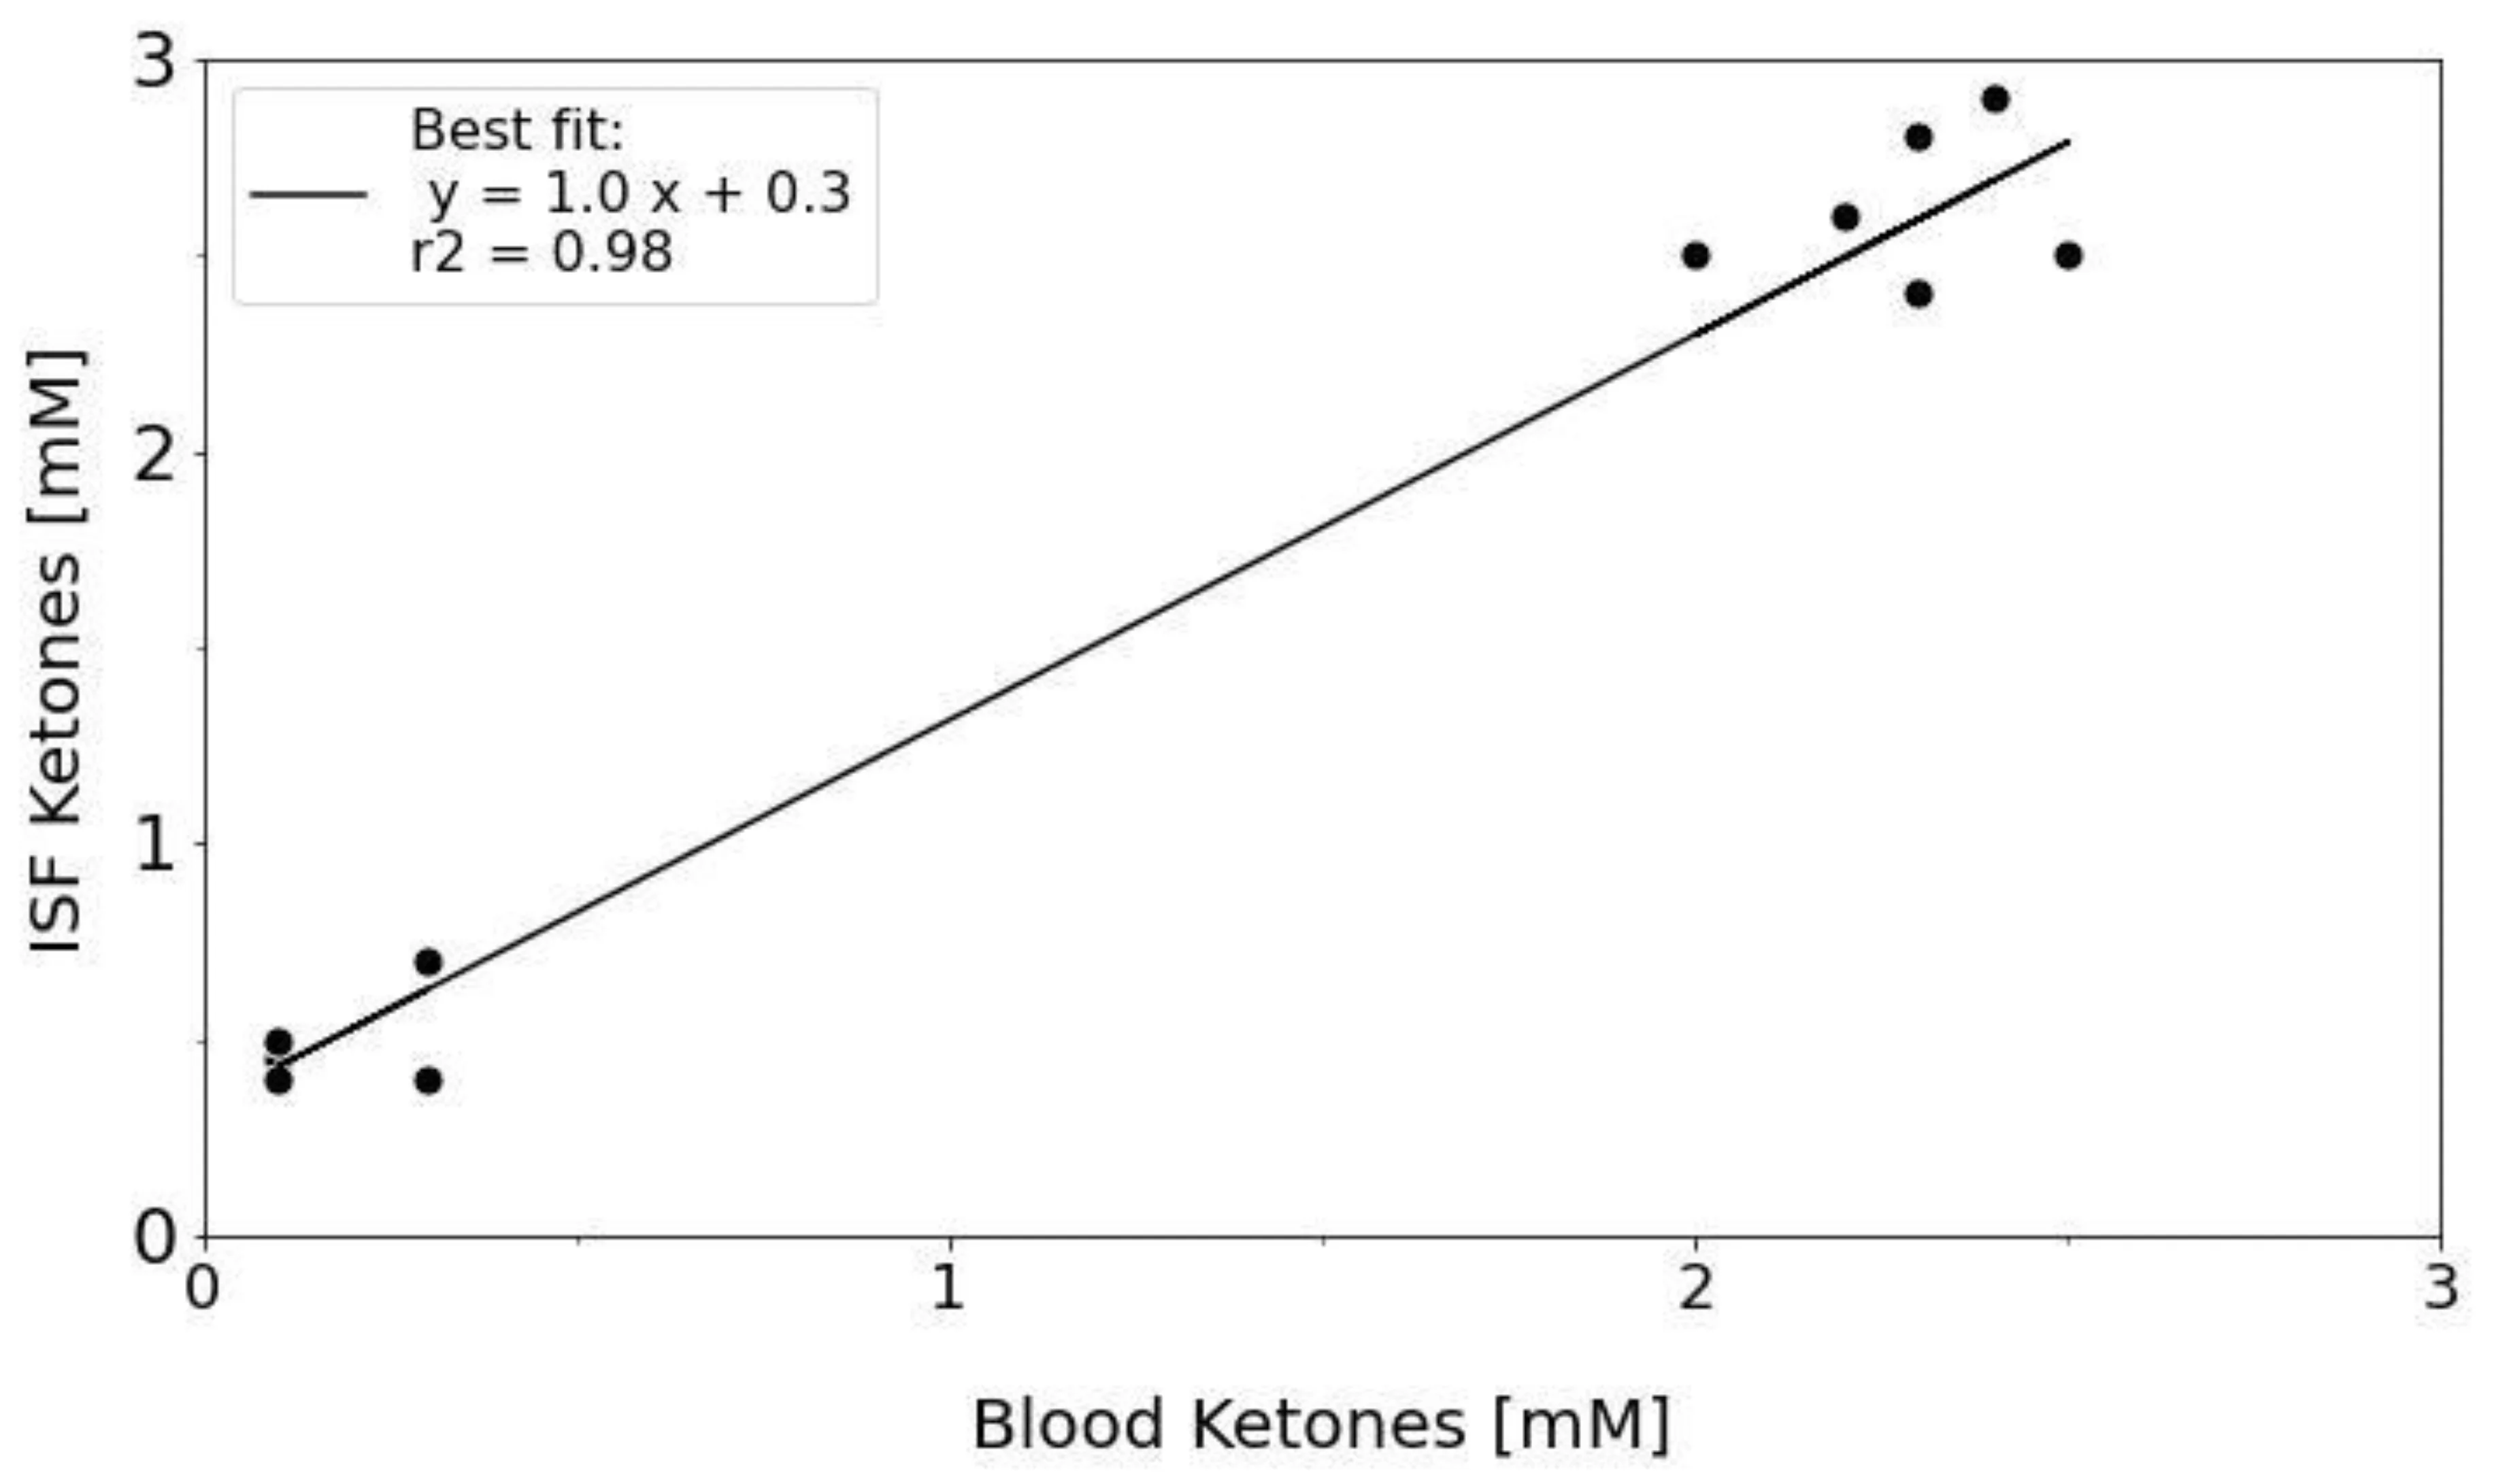 3
Best fit:
y = 1.0 x + 0.3
r2 = 0.98
2
1
0
ISF Ketones [mM]
0 1 2 3
Blood Ketones [mM]